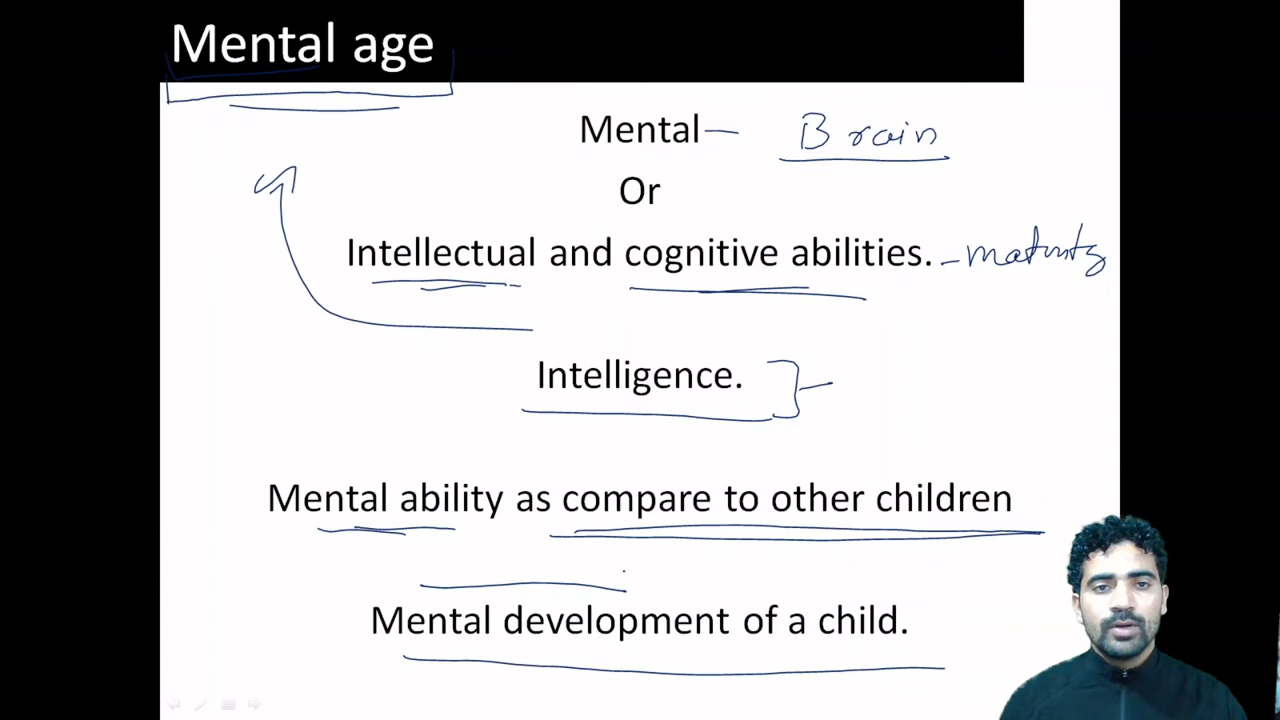 Mental age
Mental — Brain
Or
Intellectual and cognitive abilities. - maturity
Intelligence.
Mental ability as compare to other children
Mental development of a child.